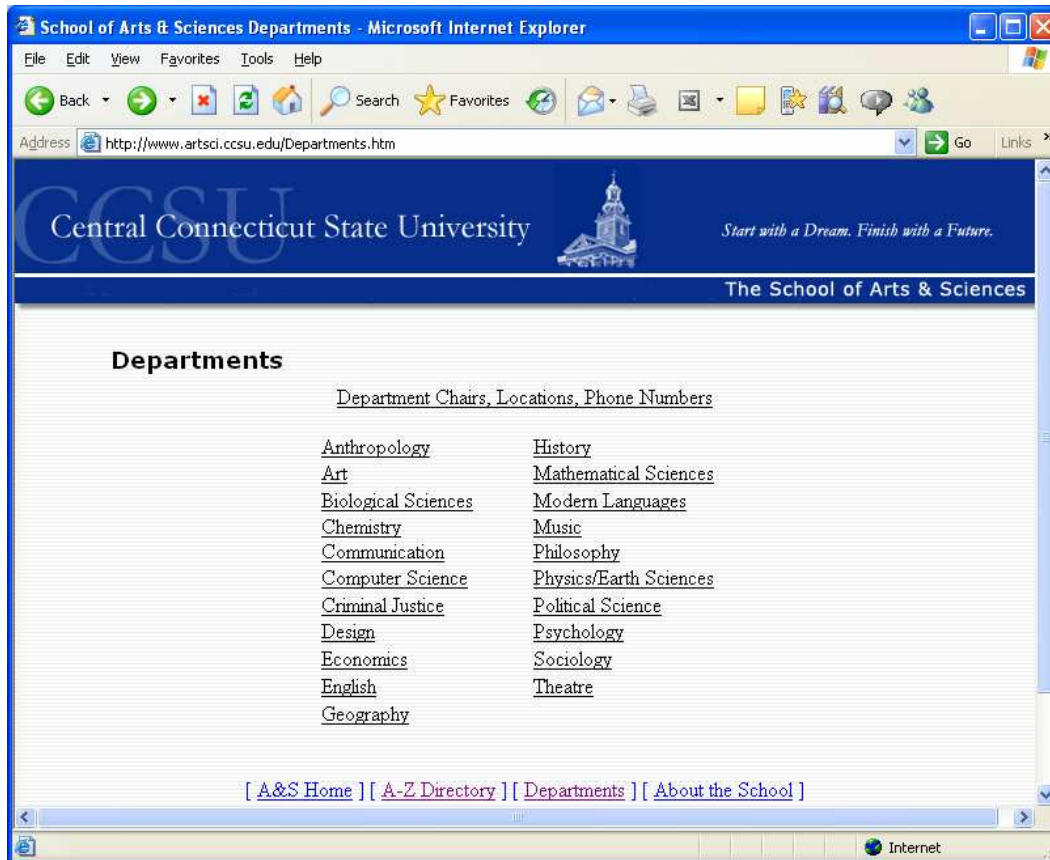 School of Arts & Sciences Departments - Microsoft Internet Explorer
File Edit View Favorites Tools Help
Back Search Favorites
Address http://www.artsci.ccsu.edu/Departments.htm Go Links »
CCSU
Central Connecticut State University Start with a Dream. Finish with a Future.
The School of Arts & Sciences
Departments
Department Chairs, Locations, Phone Numbers
Anthropology History
Art Mathematical Sciences
Biological Sciences Modern Languages
Chemistry Music
Communication Philosophy
Computer Science Physics/Earth Sciences
Criminal Justice Political Science
Design Psychology
Economics Sociology
English Theatre
Geography
[ A&S Home ] [ A-Z Directory ] [ Departments ] [ About the School ]
Internet